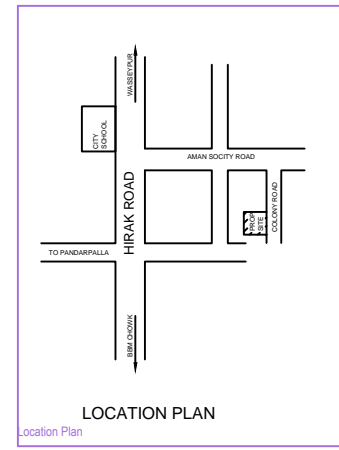 WASSEYPUR
CITY
SCHOOL
AMAN SOCITY ROAD
HIRAK ROAD
PROP
SITE
COLONY ROAD
TO PANDARPALLA
BBM CHOWK
LOCATION PLAN
Location Plan